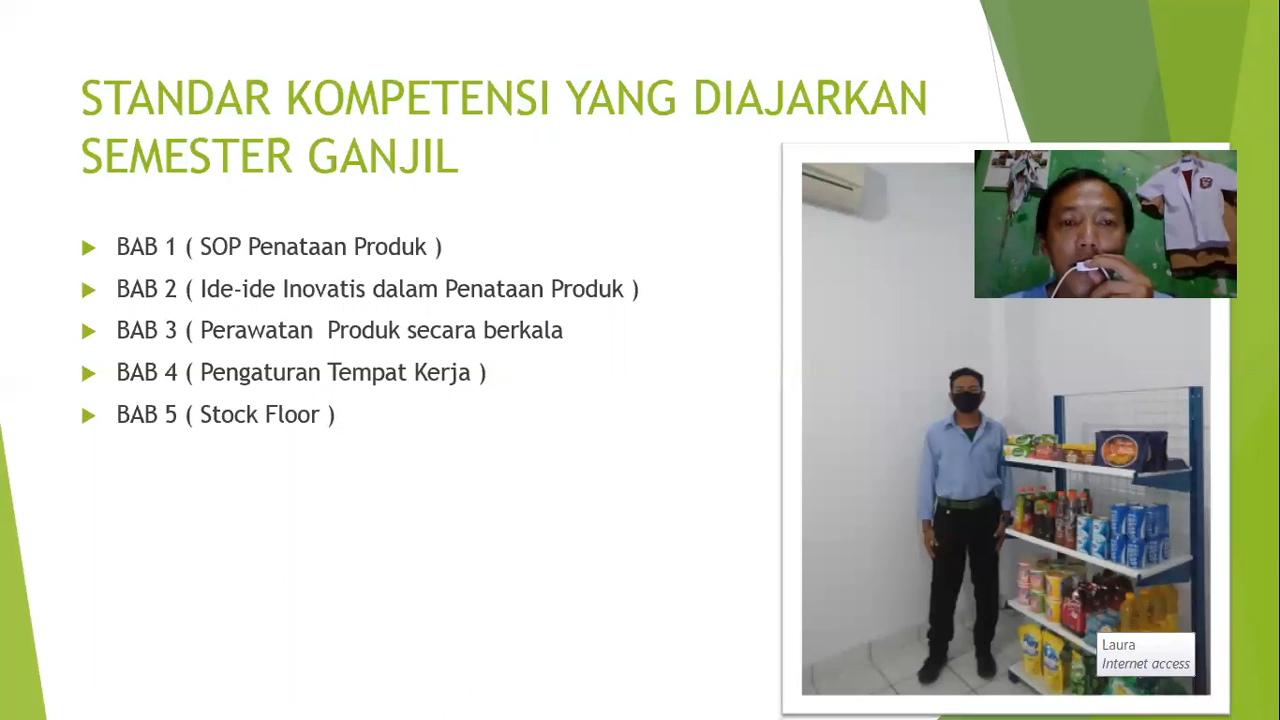 STANDAR KOMPETENSI YANG DIAJARKAN
SEMESTER GANJIL
BAB 1 ( SOP Penataan Produk )
BAB 2 ( Ide-ide Inovatis dalam Penataan Produk )
BAB 3 ( Perawatan  Produk secara berkala
BAB 4 ( Pengaturan Tempat Kerja )
BAB 5 ( Stock Floor )
Laura
Internet access